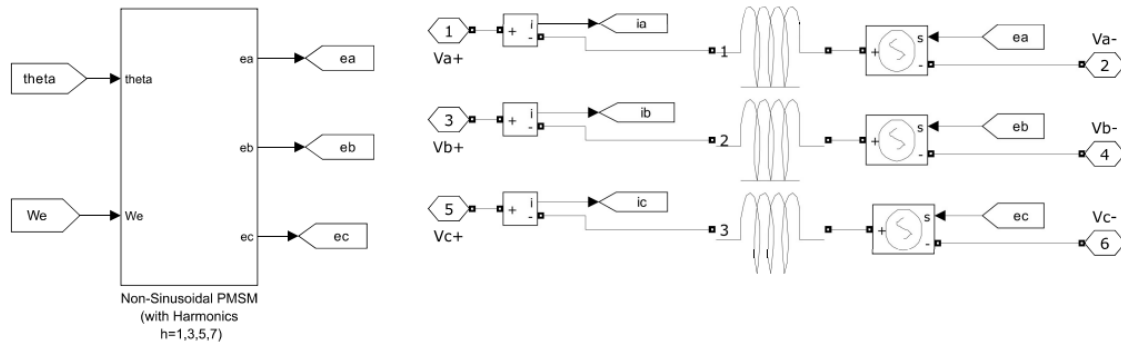 theta
We
theta
We
ea
eb
ec
ea
eb
ec
Non-Sinusoidal PMSM
(with Harmonics
h=1,3,5,7)
1
Va+
+
i
-
ia
1
+
s
-
ea
Va-
2
3
Vb+
+
i
-
ib
2
+
s
-
eb
Vb-
4
5
Vc+
+
i
-
ic
3
+
s
-
ec
Vc-
6